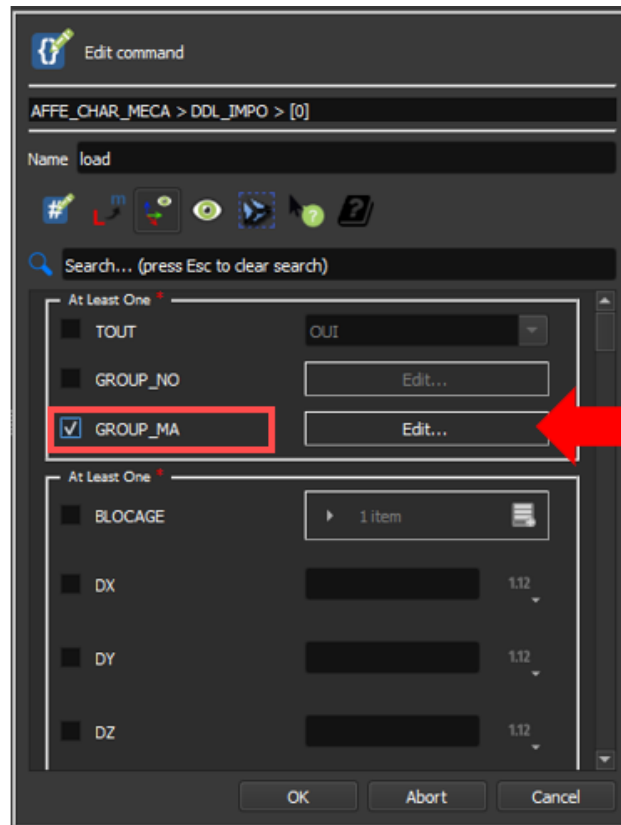 Edit command
AFFE_CHAR_MECA > DDL_IMPO > [0]
Name load
Search... (press Esc to clear search)
At Least One *
TOUT OUI
GROUP_NO Edit...
GROUP_MA Edit...
At Least One *
BLOCAGE 1 item
DX 1.12
DY 1.12
DZ 1.12
OK Abort Cancel